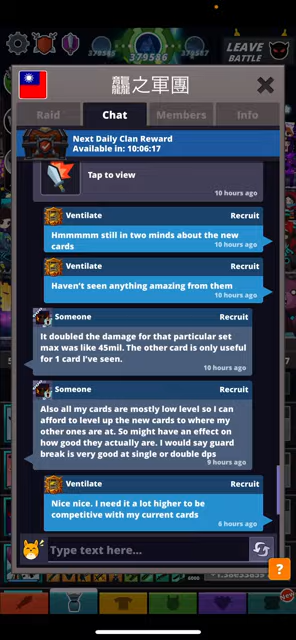 379586
LEAVE
BATTLE
龘之軍團
Raid
Chat
Members
Info
Next Daily Clan Reward
Available in: 10:06:17
Tap to view
10 hours ago
Ventilate
Recruit
Hmmmmm still in two minds about the new
cards
10 hours ago
Ventilate
Recruit
Haven't seen anything amazing from them
10 hours ago
Someone
Recruit
It doubled the damage for that particular set
max was like 45mil. The other card is only useful
for 1 card I've seen.
10 hours ago
Someone
Recruit
Also all my cards are mostly low level so I can
afford to level up the new cards to where my
other ones are at. So might have an effect on
how good they actually are. I would say guard
break is very good at single or double dps
9 hours ago
Ventilate
Recruit
Nice nice. I need it a lot higher to be
competitive with my current cards
6 hours ago
Type text here...
?